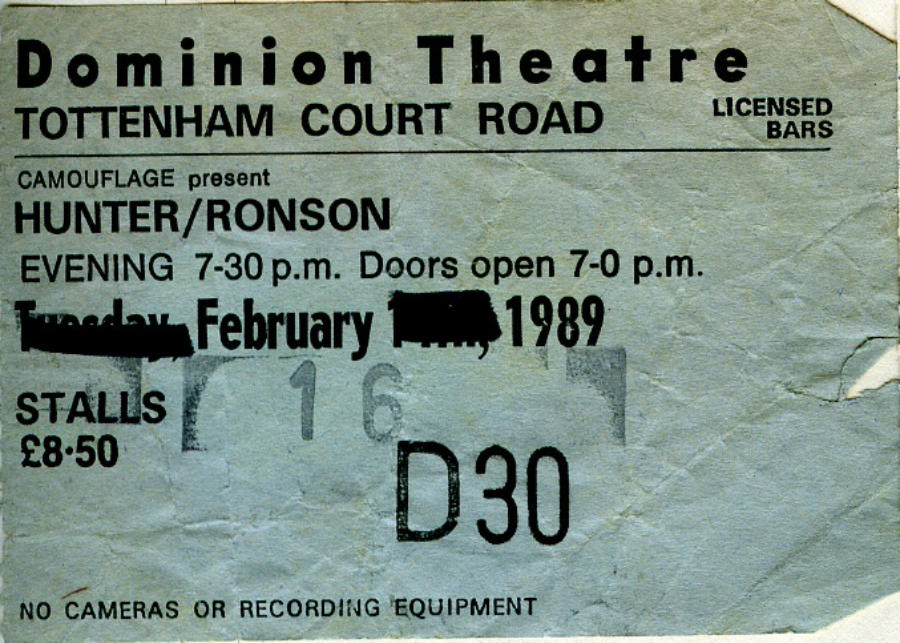 Dominion Theatre
TOTTENHAM COURT ROAD
LICENSED
BARS
CAMOUFLAGE present
HUNTER/RONSON
EVENING 7-30 p.m. Doors open 7-0 p.m.
Tuesday, February 1989
16
STALLS
£8·50
D30
NO CAMERAS OR RECORDING EQUIPMENT